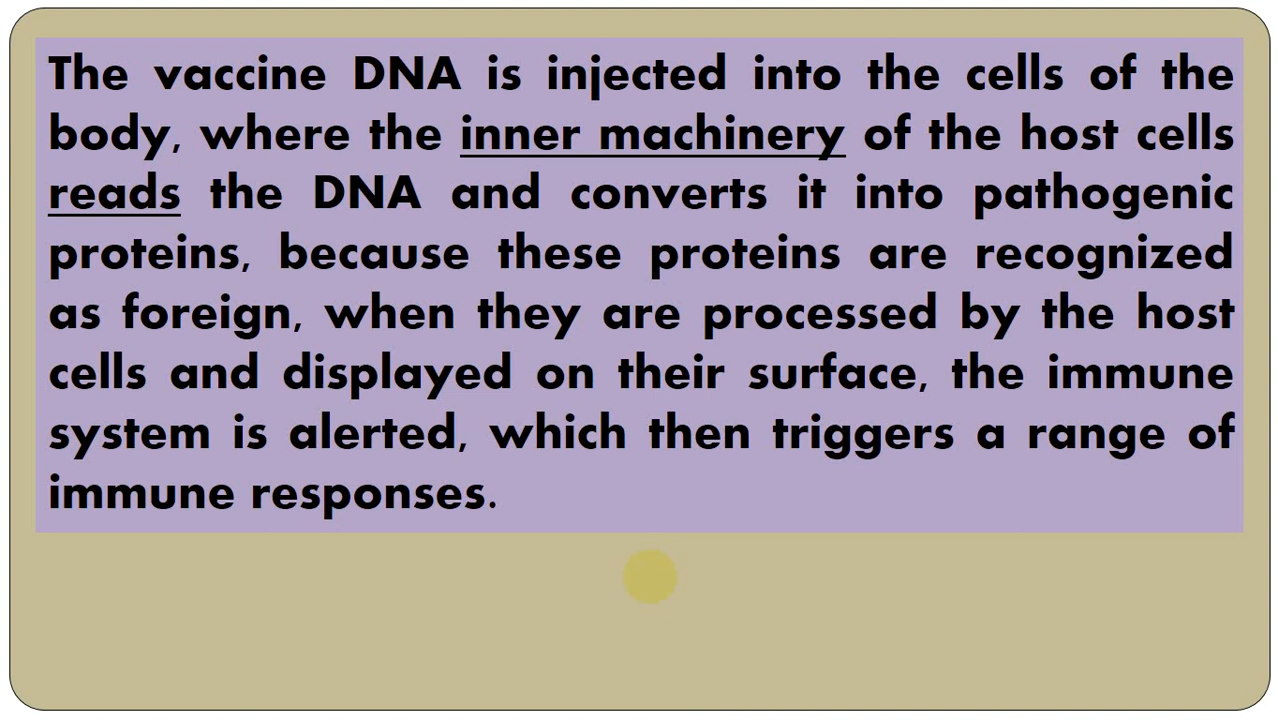 The vaccine DNA is injected into the cells of the
body, where the inner machinery of the host cells
reads the DNA and converts it into pathogenic
proteins, because these proteins are recognized
as foreign, when they are processed by the host
cells and displayed on their surface, the immune
system is alerted, which then triggers a range of
immune responses.